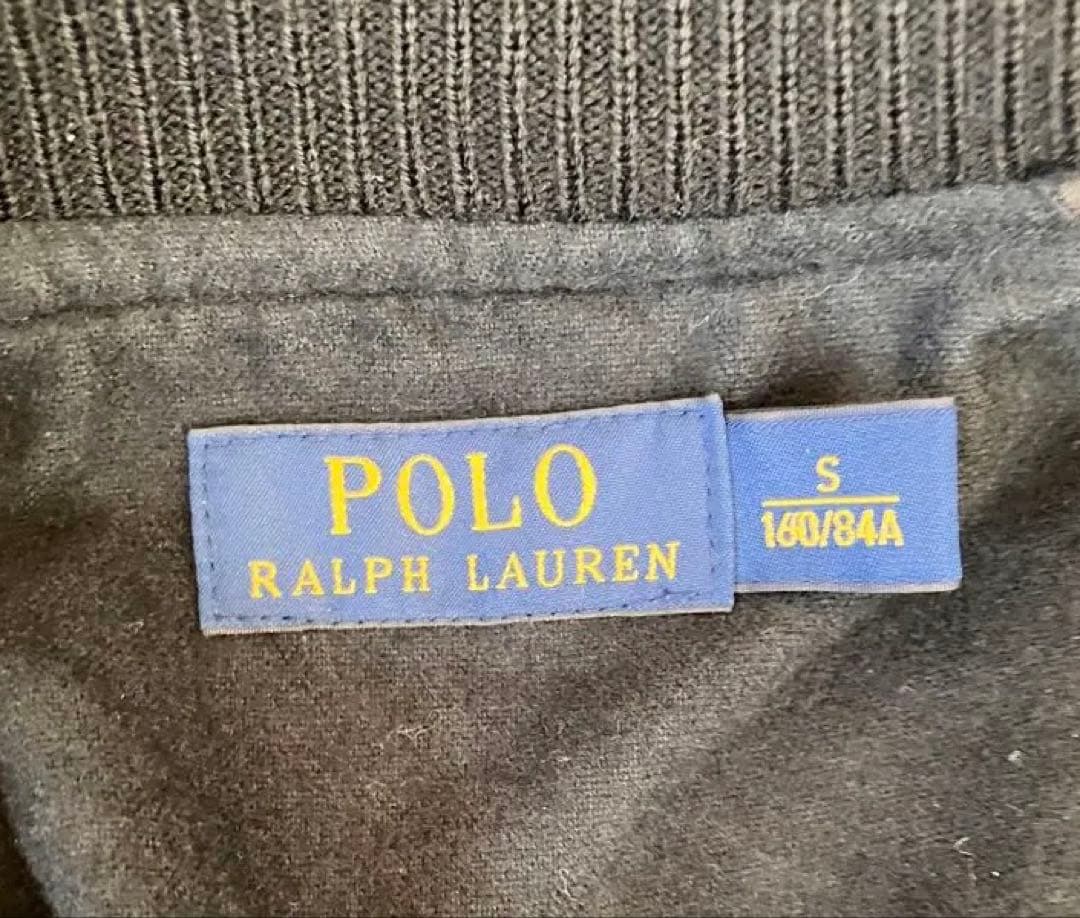 POLO
RALPH LAUREN
S
160/84A